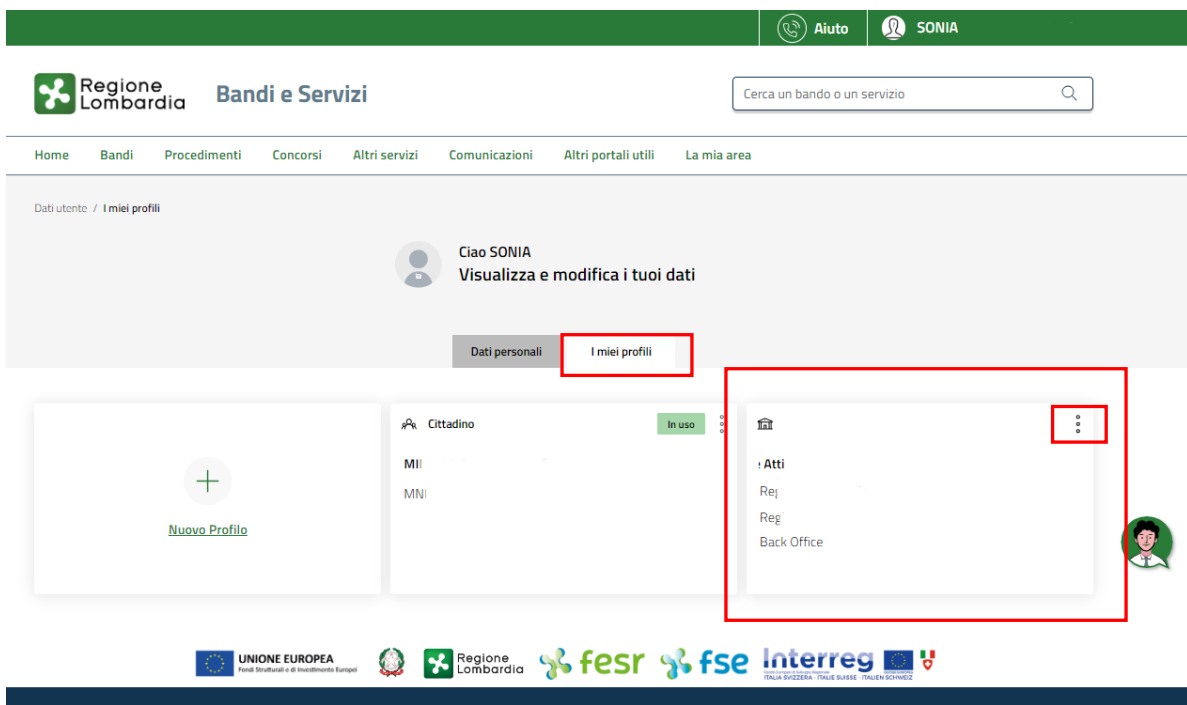 Aiuto SONIA
Regione
Lombardia
Bandi e Servizi
Cerca un bando o un servizio
Home Bandi Procedimenti Concorsi Altri servizi Comunicazioni Altri portali utili La mia area
Dati utente / I miei profili
Ciao SONIA
Visualizza e modifica i tuoi dati
Dati personali I miei profili
Nuovo Profilo
Cittadino In uso
MNI
Atti
Reg
Reg
Back Office
UNIONE EUROPEA
Fondi Strutturali e di Investimento Europei
Regione
Lombardia
fesr
fse
Interreg
ITALIA SVIZZERA - ITALIE SUISSE - ITALIEN SCHWEIZ